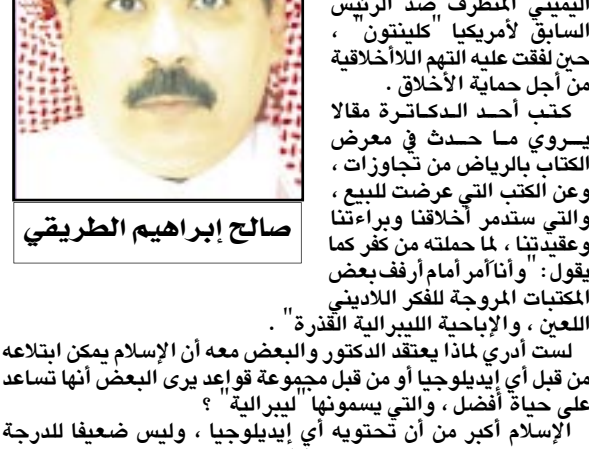 اليميني المتطرف ضد الرئيس
السابق لأمريكيا "كلينتون" ،
حين لفقت عليه التهم اللاأخلاقية
من أجل حماية الأخلاق .
كتب أحد الدكاترة مقالا
يروي ما حدث في معرض
الكتاب بالرياض من تجاوزات ،
وعن الكتب التي عرضت للبيع ،
والتي ستدمر أخلاقنا وبراءتنا
وعقيدتنا ، لما حملته من كفر كما
يقول : "وأنا أمر أمام أرفف بعض
المكتبات المروجة للفكر اللاديني
اللعين ، والإباحية الليبرالية القذرة" .
لست أدري لماذا يعتقد الدكتور والبعض معه أن الإسلام يمكن ابتلاعه
من قبل أي إيديلوجيا أو من قبل مجموعة قواعد يرى البعض أنها تساعد
على حياة أفضل ، والتي يسمونها "ليبرالية" ؟
الإسلام أكبر من أن تحتويه أي إيديلوجيا ، وليس ضعيفا للدرجة
صالح إبراهيم الطريقي